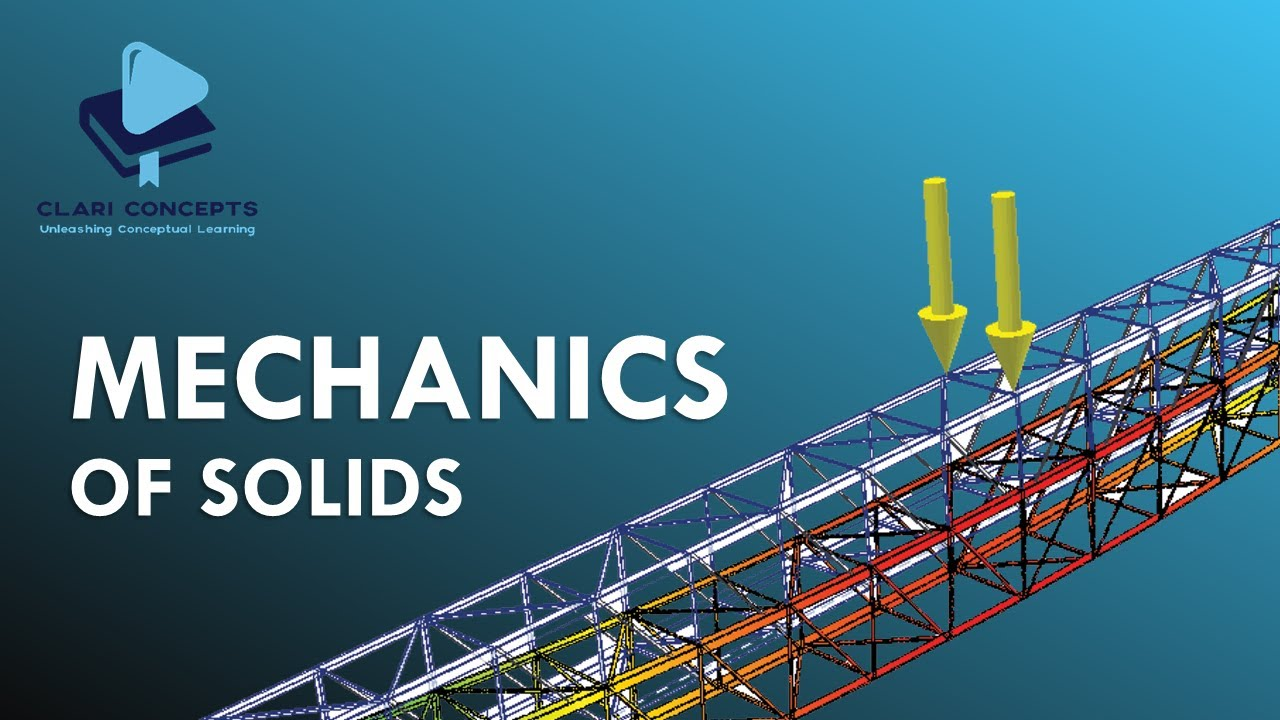 CLARI CONCEPTS
Unleashing Conceptual Learning
MECHANICS
OF SOLIDS